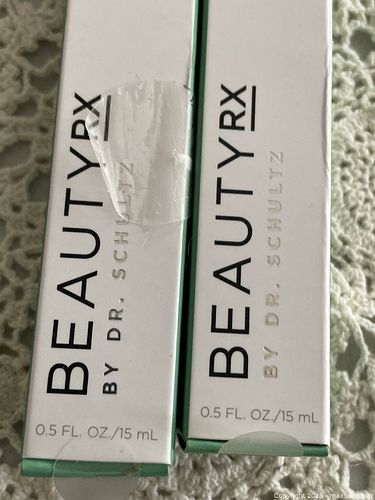 BEAUTYRX
BY DR. SCHULTZ
0.5 FL. OZ./15 mL
BEAUTYRX
BY DR. SCHULTZ
0.5 FL. OZ./15 mL